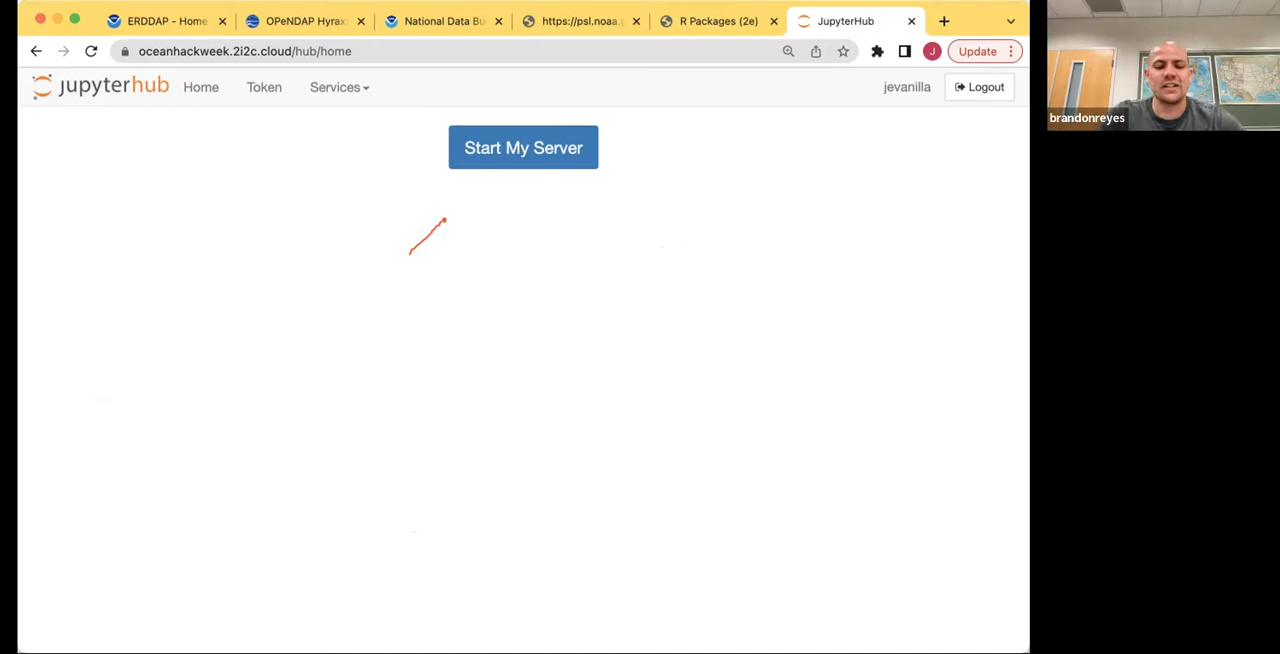 ERDDAP - Home
OPeNDAP Hyrax
National Data Bu
https://psl.noaa.g
R Packages (2e)
JupyterHub
oceanhackweek.2i2c.cloud/hub/home
J
Update
jupyterhub
Home
Token
Services
jevanilla
Logout
Start My Server
brandonreyes